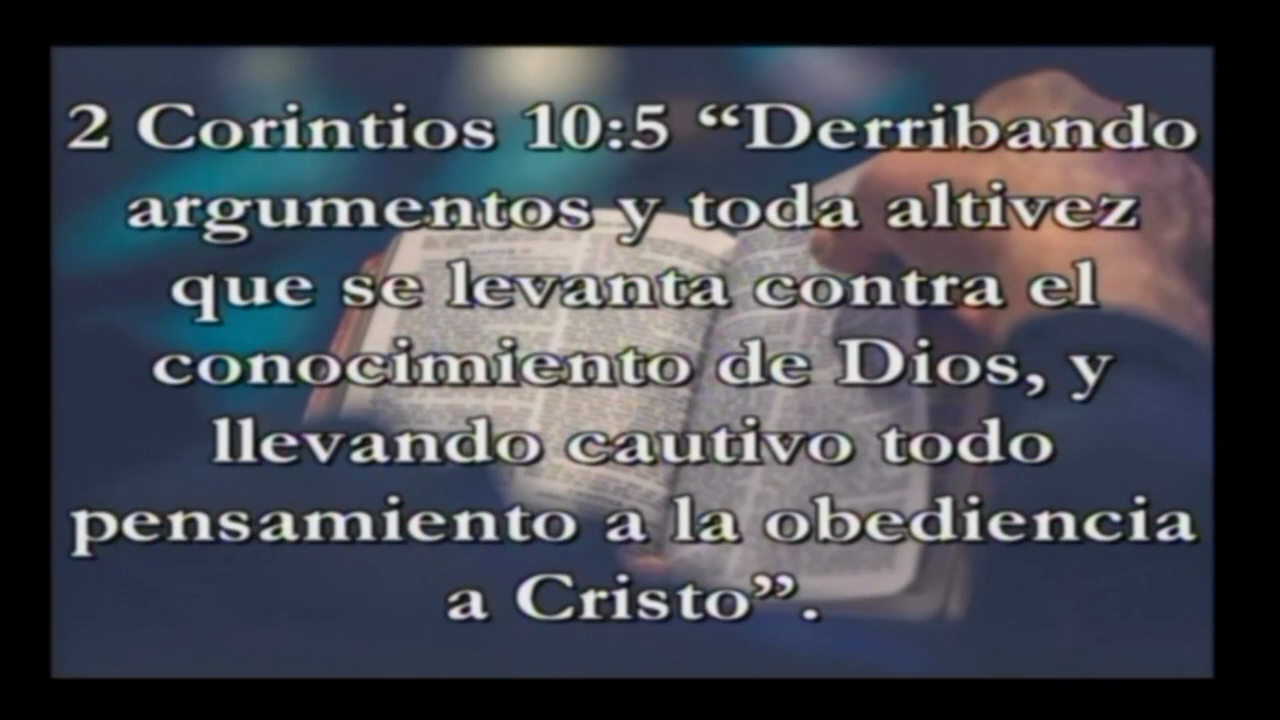 2 Corintios 10:5 “Derribando
argumentos y toda altivez
que se levanta contra el
conocimiento de Dios, y
llevando cautivo todo
pensamiento a la obediencia
a Cristo”.